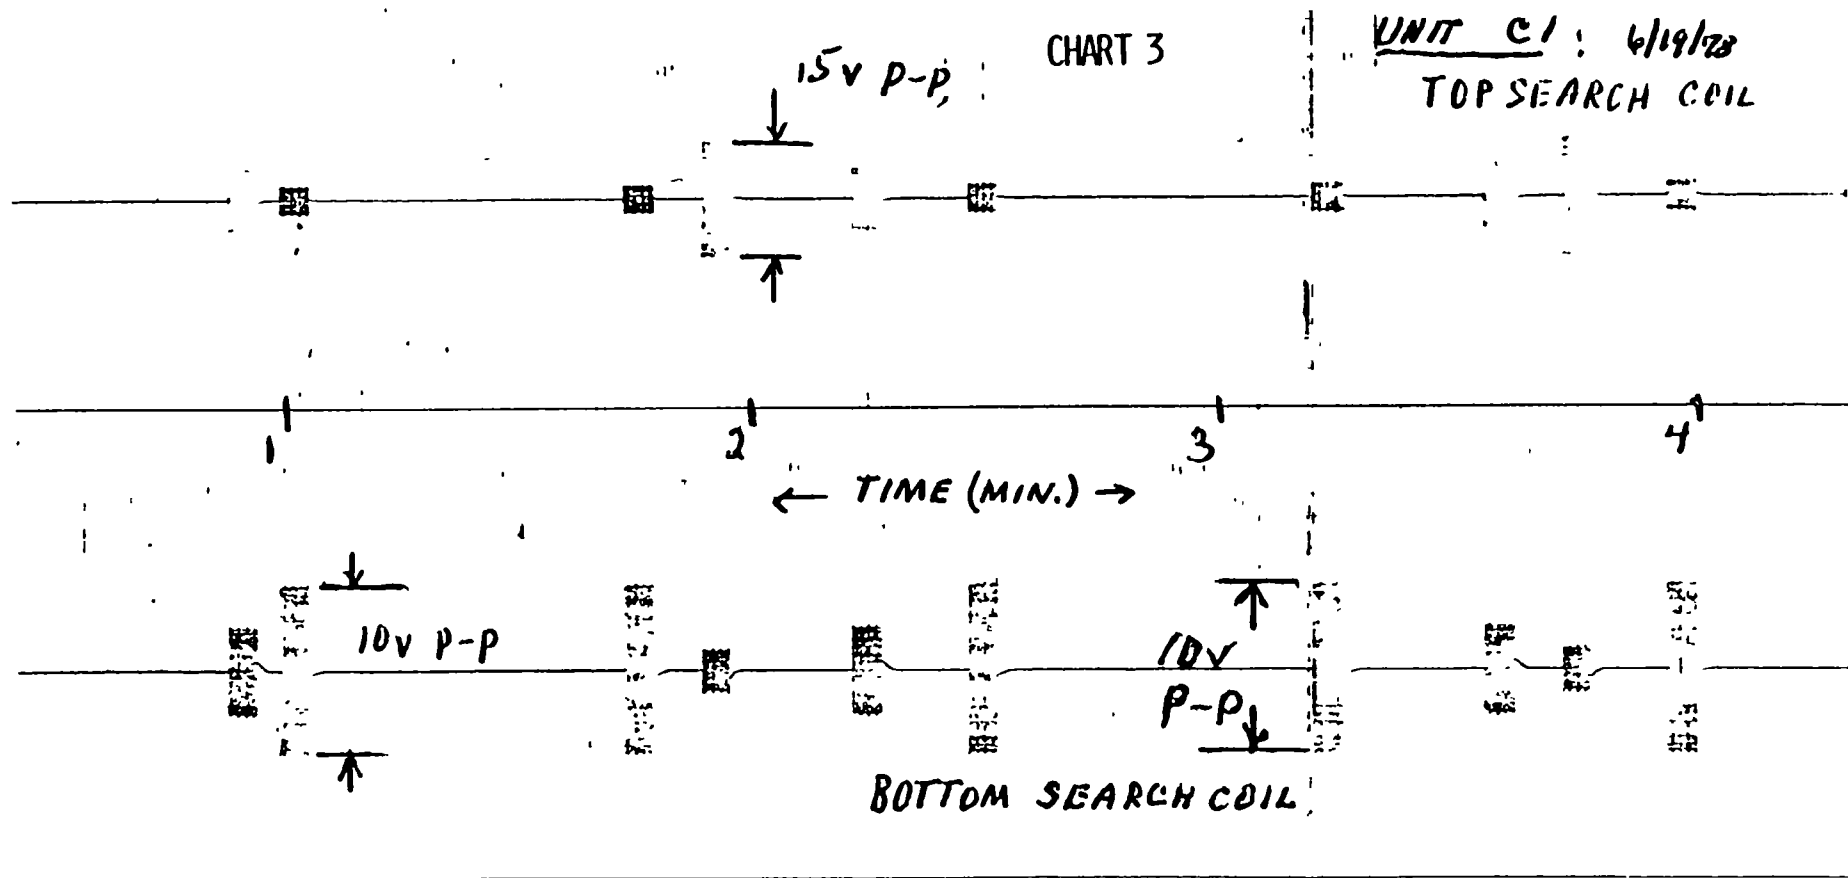 CHART 3
UNIT C1: 6/19/78
TOP SEARCH COIL
15v p-p
1
2
3
4
← TIME (MIN.) →
10v p-p
10v
p-p
BOTTOM SEARCH COIL